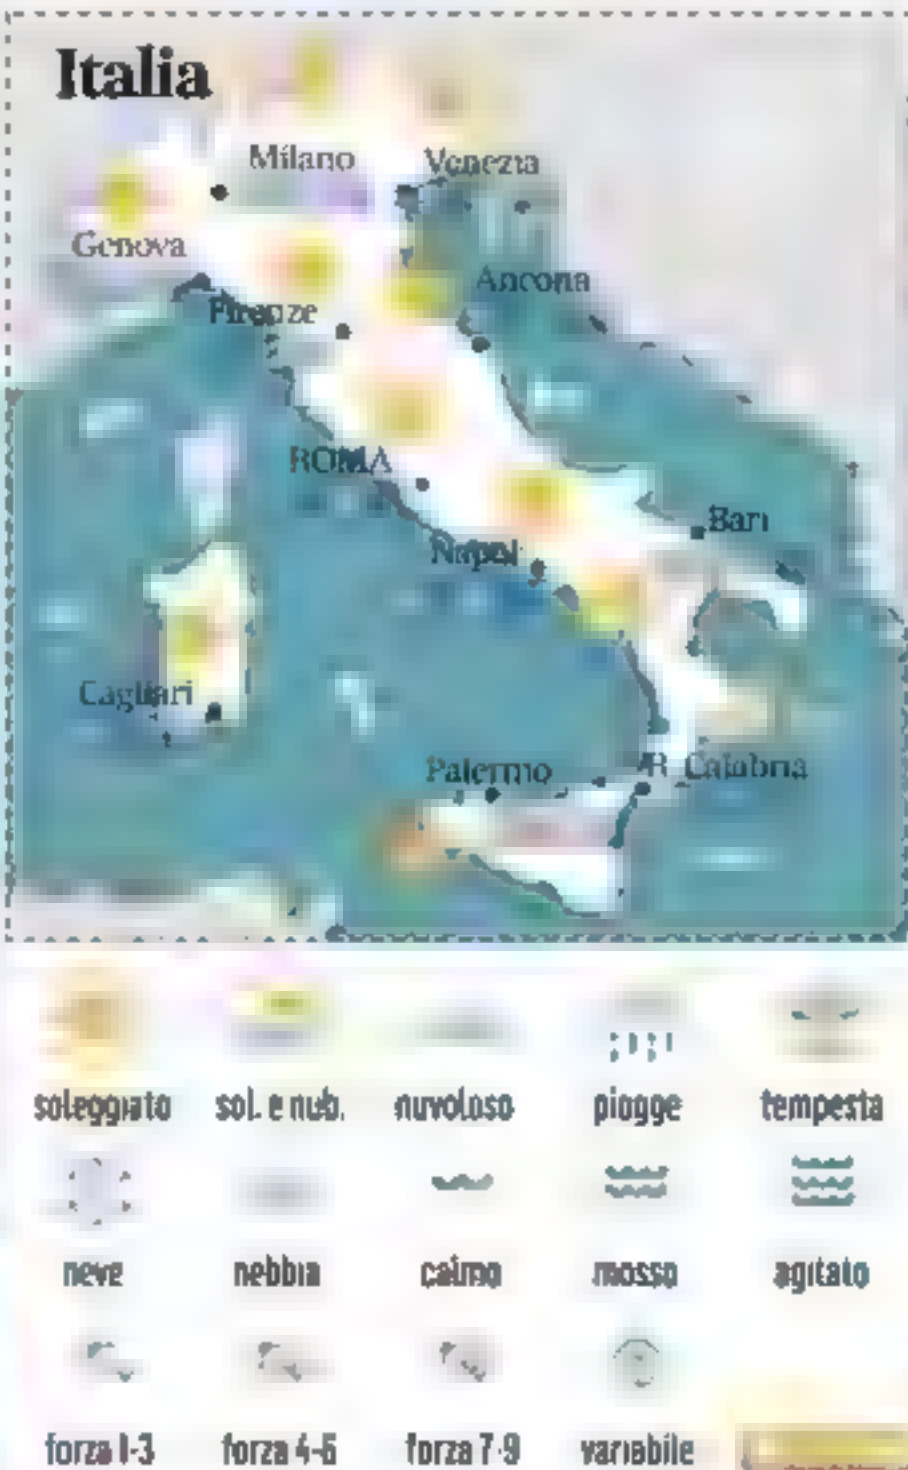 Italia
Milano
Venezia
Genova
Ancona
Firenze
ROMA
Bari
Napoli
Cagliari
Palermo
R. Calabria
soleggiato
sol. e nub.
nuvoloso
piogge
tempesta
neve
nebbia
calmo
mosso
agitato
forza 1-3
forza 4-6
forza 7-9
variabile